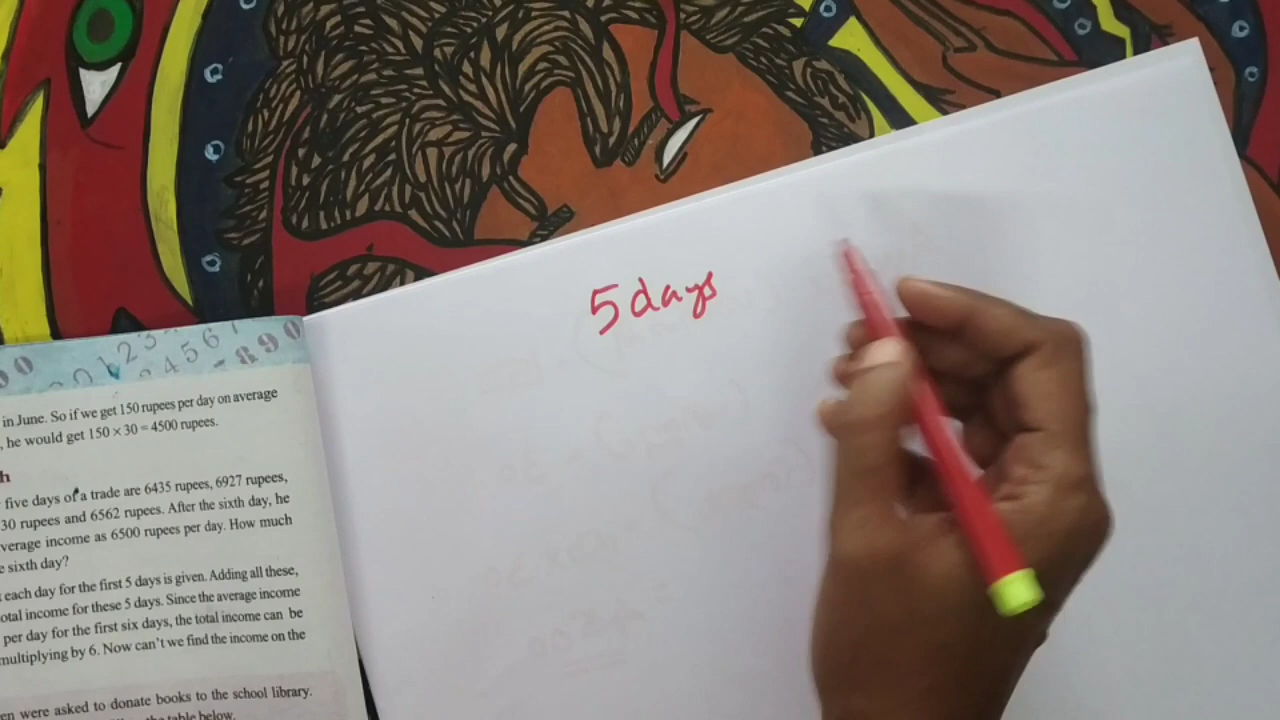 5 days
in June. So if we get 150 rupees per day on average
, he would get 150 × 30 = 4500 rupees.
five days of a trade are 6435 rupees, 6927 rupees,
30 rupees and 6562 rupees. After the sixth day, he
verage income as 6500 rupees per day. How much
e sixth day?
each day for the first 5 days is given. Adding all these,
otal income for these 5 days. Since the average income
per day for the first six days, the total income can be
multiplying by 6. Now can't we find the income on the
en were asked to donate books to the school library.
the table below.